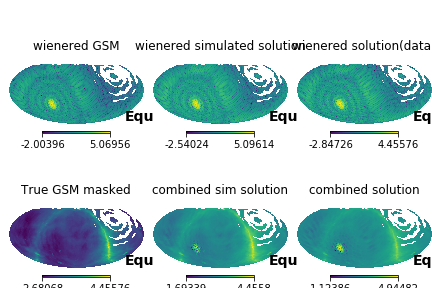 wienered GSM wienered simulated solution wienered solution(data
Equ Equ Equ
-2.00396 5.06956 -2.54024 5.09614 -2.84726 4.45576
True GSM masked combined sim solution combined solution
Equ Equ Equ
-2.68068 4.45576 -1.69339 4.4558 -1.12386 4.94482